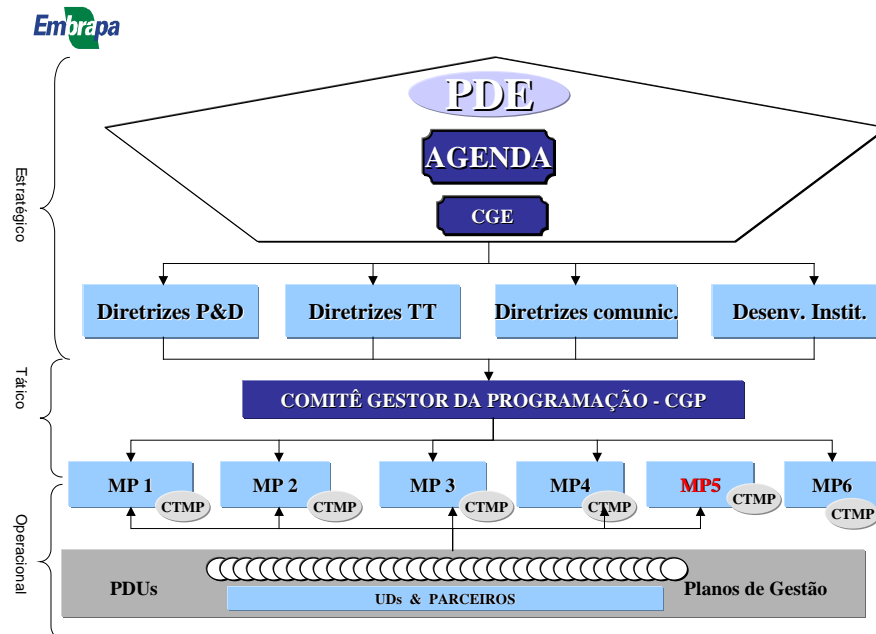 Embrapa
PDE
AGENDA
CGE
Estratégico
Diretrizes P&D
Diretrizes TT
Diretrizes comunic.
Desenv. Instit.
Tático
COMITÊ GESTOR DA PROGRAMAÇÃO - CGP
MP 1
CTMP
MP 2
CTMP
MP 3
CTMP
MP4
CTMP
MP5
CTMP
MP6
CTMP
Operacional
PDUs
UDs & PARCEIROS
Planos de Gestão